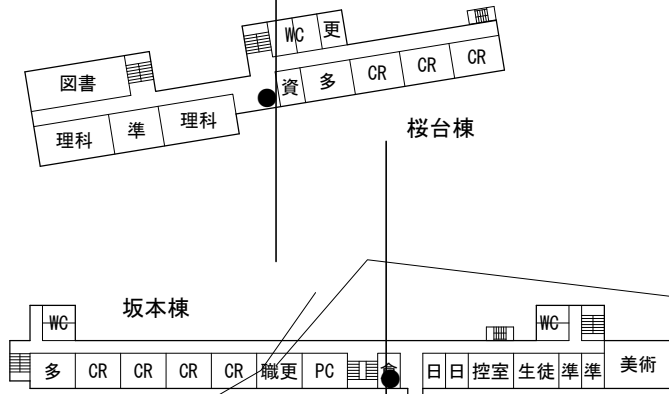 WC 更
図書
資 多 CR CR CR
理科 準 理科
桜台棟
坂本棟
WC WC
多 CR CR CR CR 職更 PC 倉 日 日 控室 生徒 準 準 美術